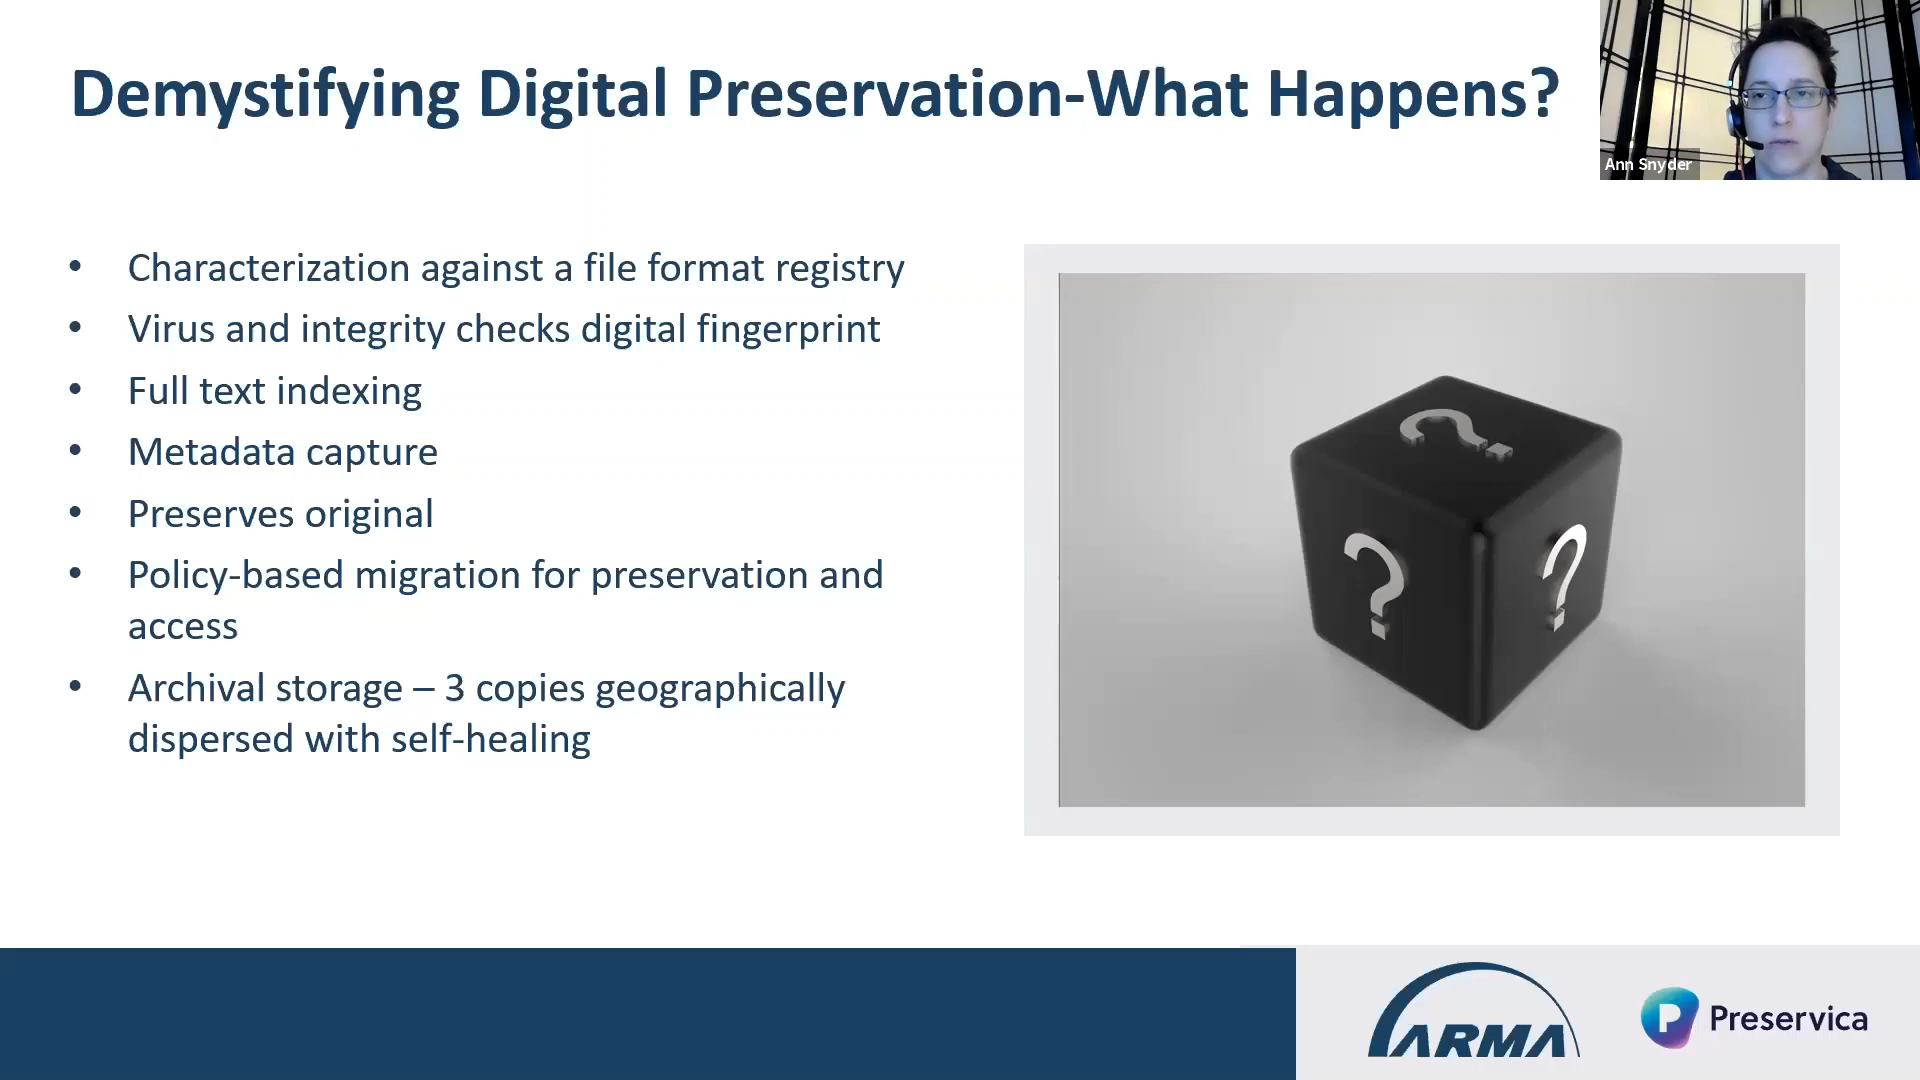 Demystifying Digital Preservation-What Happens?
Ann Snyder
• Characterization against a file format registry
• Virus and integrity checks digital fingerprint
• Full text indexing
• Metadata capture
• Preserves original
• Policy-based migration for preservation and
access
• Archival storage – 3 copies geographically
dispersed with self-healing
?
?
?
ARMA
P Preservica